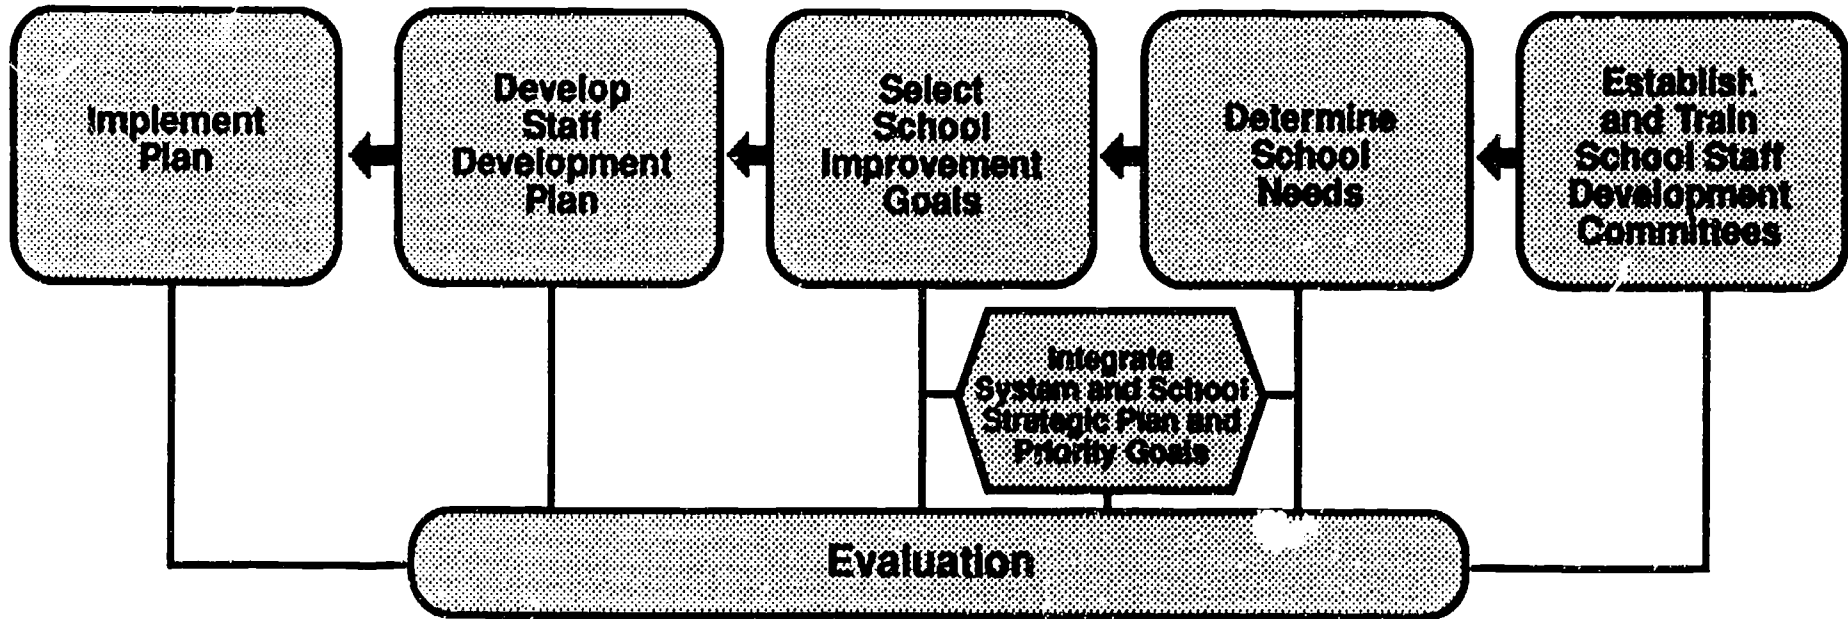 Implement
Plan
Develop
Staff
Development
Plan
Select
School
Improvement
Goals
Determine
School
Needs
Establish
and Train
School Staff
Development
Committees
Integrate
System and School
Strategic Plan and
Priority Goals
Evaluation